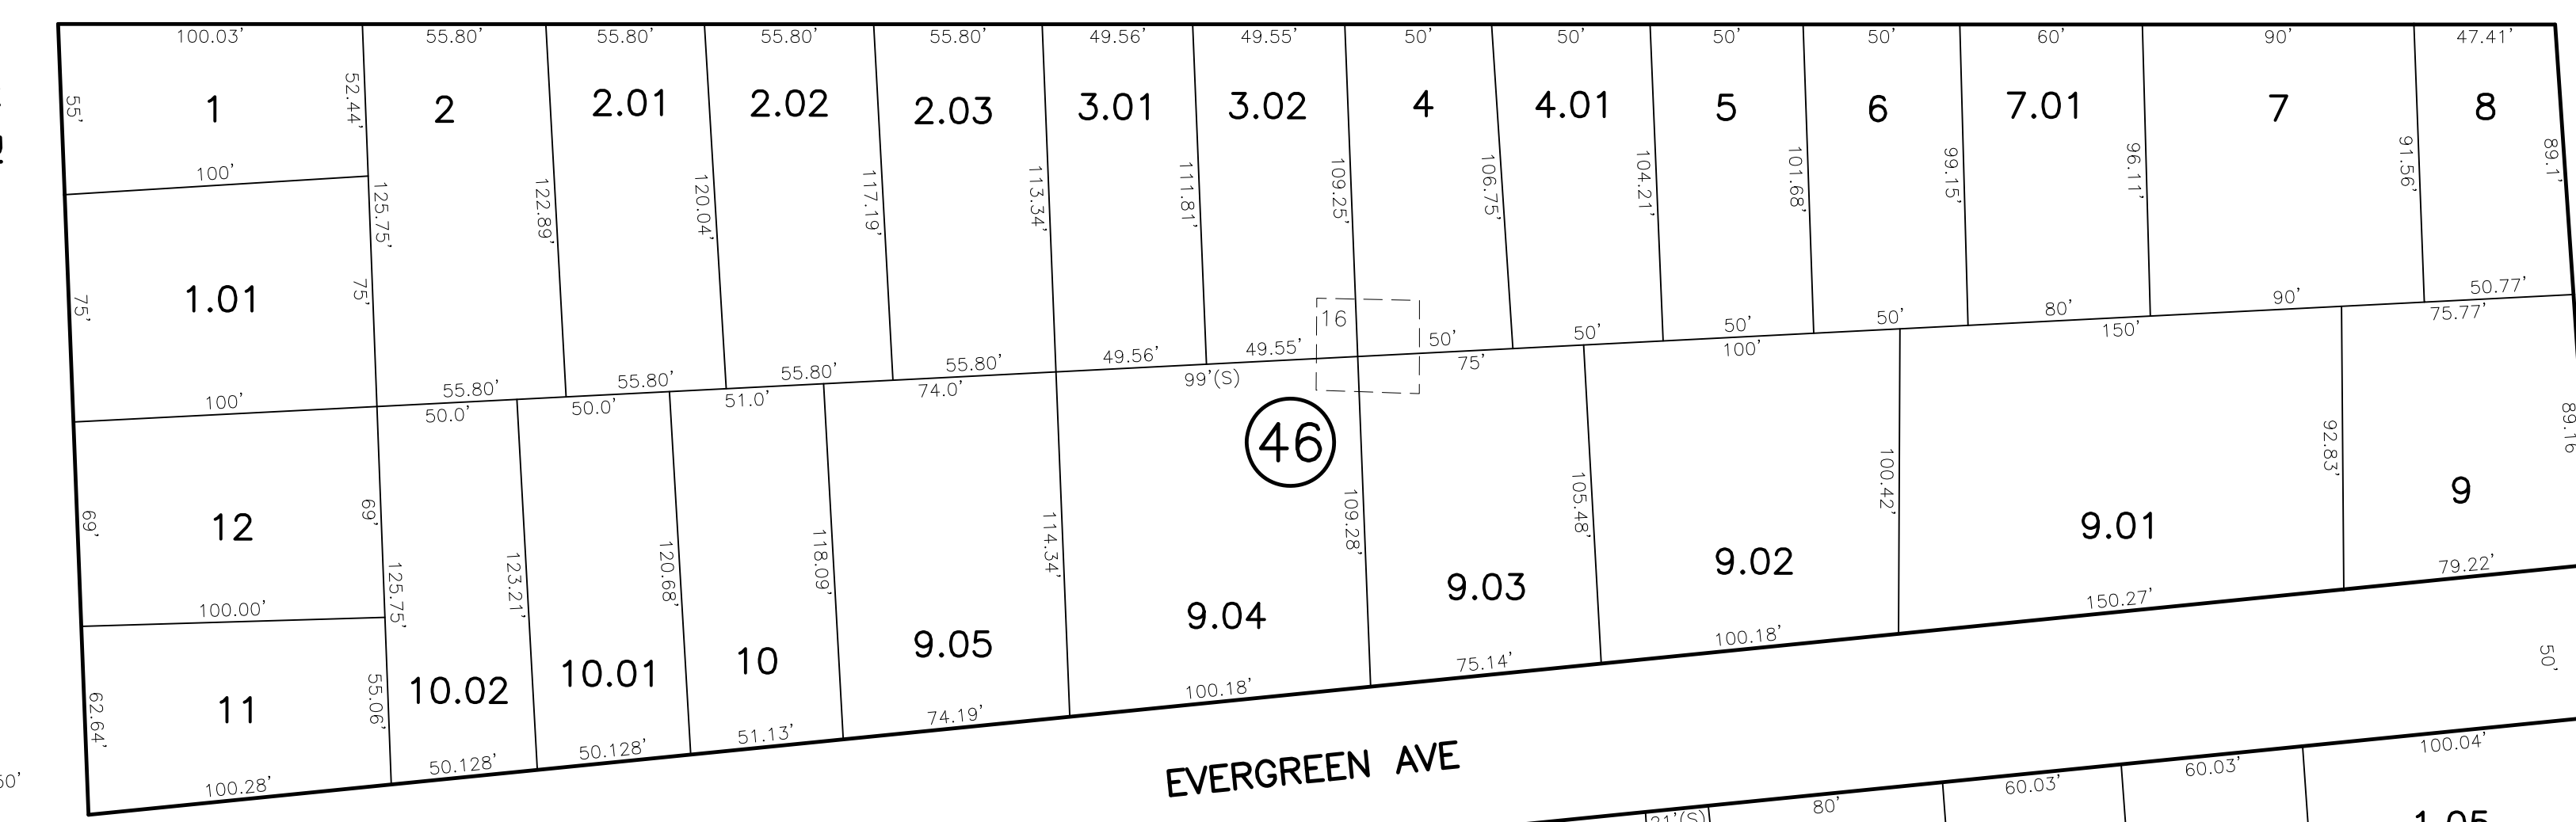 100.03' 55.80' 55.80' 55.80' 55.80' 49.56' 49.55' 50' 50' 50' 50' 60' 90' 47.41'
55' 1 52.44' 2 2.01 2.02 2.03 3.01 3.02 4 4.01 5 6 7.01 7 8
100' 125.75' 122.89' 120.04' 117.19' 113.34' 111.81' 109.25' 106.75' 104.21' 101.68' 99.15' 96.11' 91.56' 89.1'
75' 1.01 75' 16
55.80' 55.80' 55.80' 55.80' 49.56' 49.55' 50' 50' 50' 50' 80' 90' 50.77'
100' 50.0' 50.0' 51.0' 74.0' 99'(S) 75' 100' 150' 75.77'
46
69' 12 69' 125.75' 123.21' 120.68' 118.09' 114.34' 109.28' 105.48' 100.42' 92.83' 89.16
100.00'
62.64' 11 55.06' 10.02 10.01 10 9.05 9.04 9.03 9.02 9.01 9
100.28' 50.128' 50.128' 51.13' 74.19' 100.18' 75.14' 100.18' 150.27' 79.22'
50'
EVERGREEN AVE
21'(S) 80' 60.03' 60.03' 100.04'
1.05